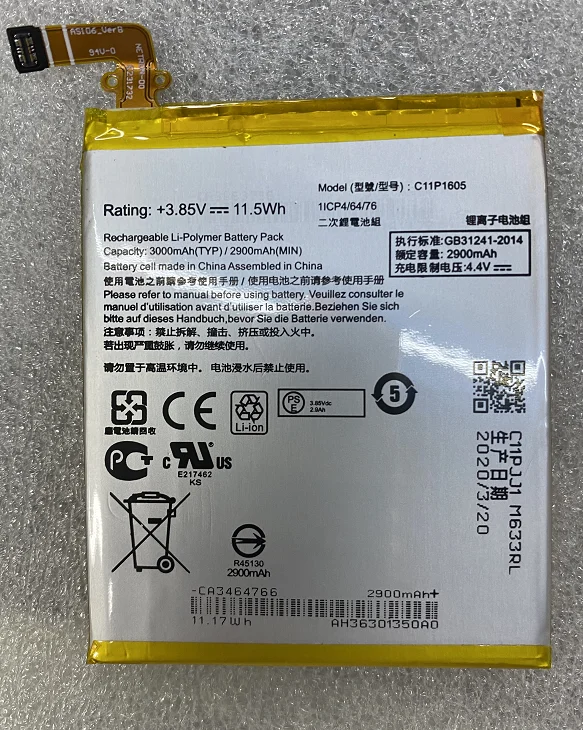 AS106_VerB
94V-0
Model (型號/型号) : C11P1605
Rating: +3.85V 11.5Wh
1ICP4/64/76
二次鋰電池組
锂离子电池组
Rechargeable Li-Polymer Battery Pack
Capacity: 3000mAh(TYP) / 2900mAh(MIN)
Battery cell made in China Assembled in China
执行标准:GB31241-2014
额定容量: 2900mAh
充电限制电压:4.4V
使用電池之前請參考使用手冊 / 使用电池之前请参考使用手册
Please refer to manual before using battery. Veuillez consulter le
manuel d'utilisation avant d'utiliser la batterie.Beziehen Sie sich
bitte auf dieses Handbuch,bevor Sie die Batterie verwenden.
注意事项：禁止拆解、撞击、挤压或投入火中。
若出现严重鼓胀，请勿继续使用。
请勿置于高温环境中。 电池浸水后禁止使用。
廢電池請回收
CE
Li-ion
PS
E
3.85Vdc
2.9Ah
5
PCT
c RU US
E217462
KS
R45130
2900mAh
C11PJJ1 M633RL
生产日期
2020/3/20
-CA3464766
2900mAh+
11.17Wh
AH36301350A0